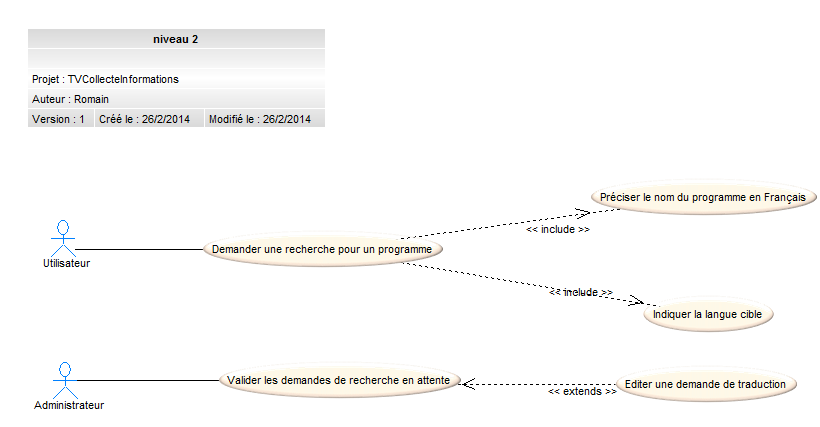 niveau 2
Projet : TVCollecteInformations
Auteur : Romain
Version : 1 Créé le : 26/2/2014 Modifié le : 26/2/2014
Préciser le nom du programme en Français
<< include >>
Demander une recherche pour un programme
Utilisateur
<< include >>
Indiquer la langue cible
Valider les demandes de recherche en attente
Editer une demande de traduction
<< extends >>
Administrateur